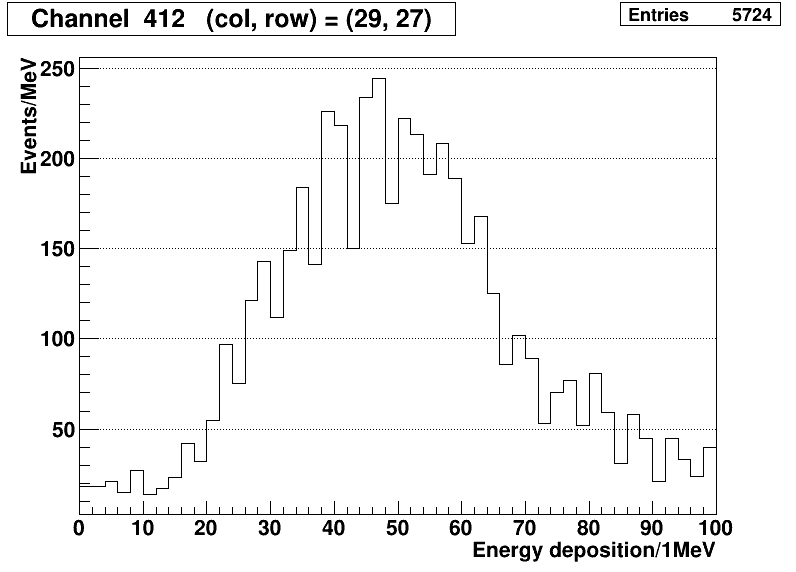 Channel 412 (col, row) = (29, 27)
Entries 5724
Events/MeV
250
200
150
100
50
0 10 20 30 40 50 60 70 80 90 100
Energy deposition/1MeV